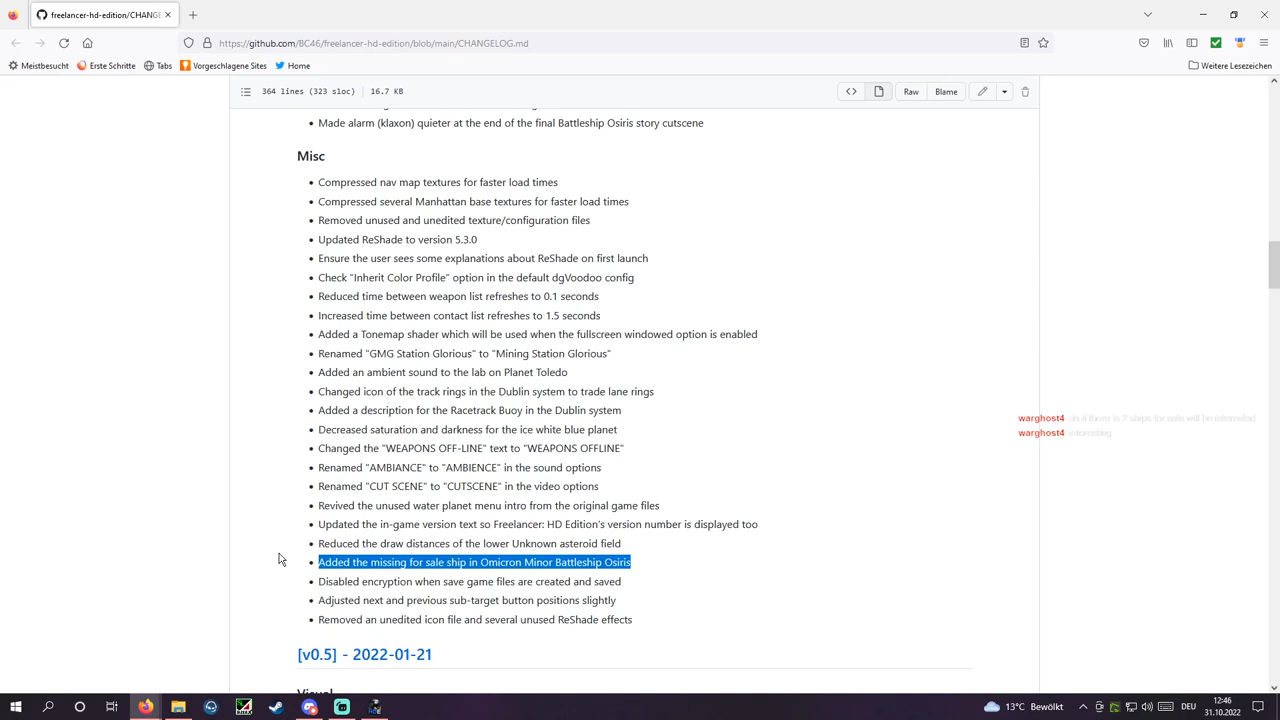 freelancer-hd-edition/CHANGEL
https://github.com/BC46/freelancer-hd-edition/blob/main/CHANGELOG.md
Meistbesucht
Erste Schritte
Tabs
Vorgeschlagene Sites
Home
Weitere Lesezeichen
364 lines (323 sloc)
16.7 KB
Raw
Blame
Made alarm (klaxon) quieter at the end of the final Battleship Osiris story cutscene
Misc
Compressed nav map textures for faster load times
Compressed several Manhattan base textures for faster load times
Removed unused and unedited texture/configuration files
Updated ReShade to version 5.3.0
Ensure the user sees some explanations about ReShade on first launch
Check "Inherit Color Profile" option in the default dgVoodoo config
Reduced time between weapon list refreshes to 0.1 seconds
Increased time between contact list refreshes to 1.5 seconds
Added a Tonemap shader which will be used when the fullscreen windowed option is enabled
Renamed "GMG Station Glorious" to "Mining Station Glorious"
Added an ambient sound to the lab on Planet Toledo
Changed icon of the track rings in the Dublin system to trade lane rings
Added a description for the Racetrack Buoy in the Dublin system
warghost4 oh if there is 2 ships for sale will be interested
Decreased saturation and darkness for the ice white blue planet
warghost4 interesting
Changed the "WEAPONS OFF-LINE" text to "WEAPONS OFFLINE"
Renamed "AMBIANCE" to "AMBIENCE" in the sound options
Renamed "CUT SCENE" to "CUTSCENE" in the video options
Revived the unused water planet menu intro from the original game files
Updated the in-game version text so Freelancer: HD Edition's version number is displayed too
Reduced the draw distances of the lower Unknown asteroid field
Added the missing for sale ship in Omicron Minor Battleship Osiris
Disabled encryption when save game files are created and saved
Adjusted next and previous sub-target button positions slightly
Removed an unedited icon file and several unused ReShade effects
[v0.5] - 2022-01-21
Visual
13°C Bewölkt
DEU
12:46
31.10.2022